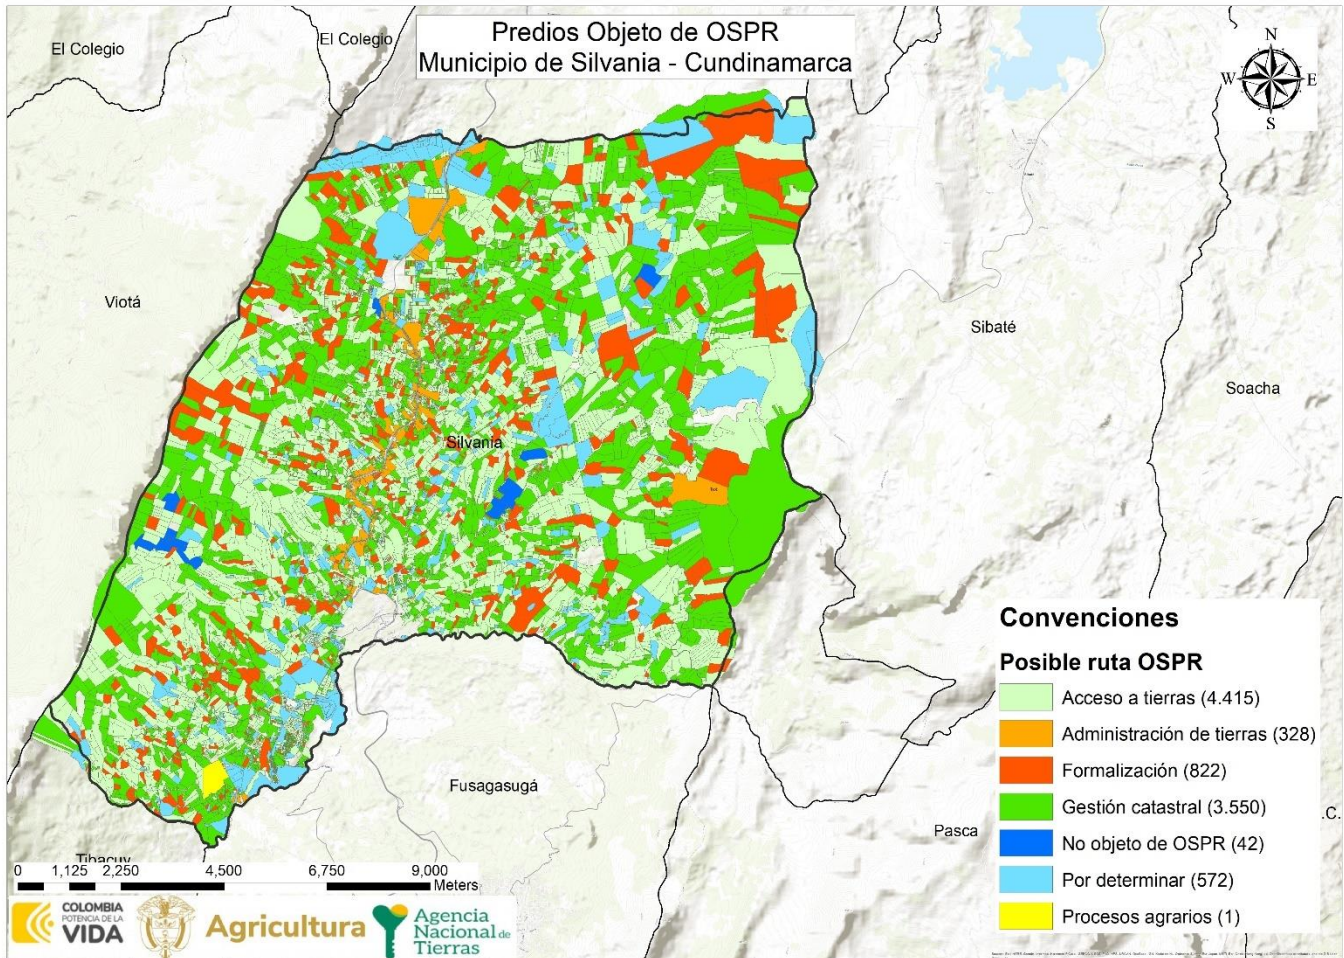 Predios Objeto de OSPR
Municipio de Silvania - Cundinamarca
El Colegio
El Colegio
N
W E
S
Viotá
Sibaté
Soacha
Silvania
Fusagasugá
Pasca
Tibacuy
.C.
Convenciones
Posible ruta OSPR
Acceso a tierras (4.415)
Administración de tierras (328)
Formalización (822)
Gestión catastral (3.550)
No objeto de OSPR (42)
Por determinar (572)
Procesos agrarios (1)
0 1,125 2,250 4,500 6,750 9,000
Meters
COLOMBIA
POTENCIA DE LA
VIDA
Agricultura
Agencia
Nacional de
Tierras